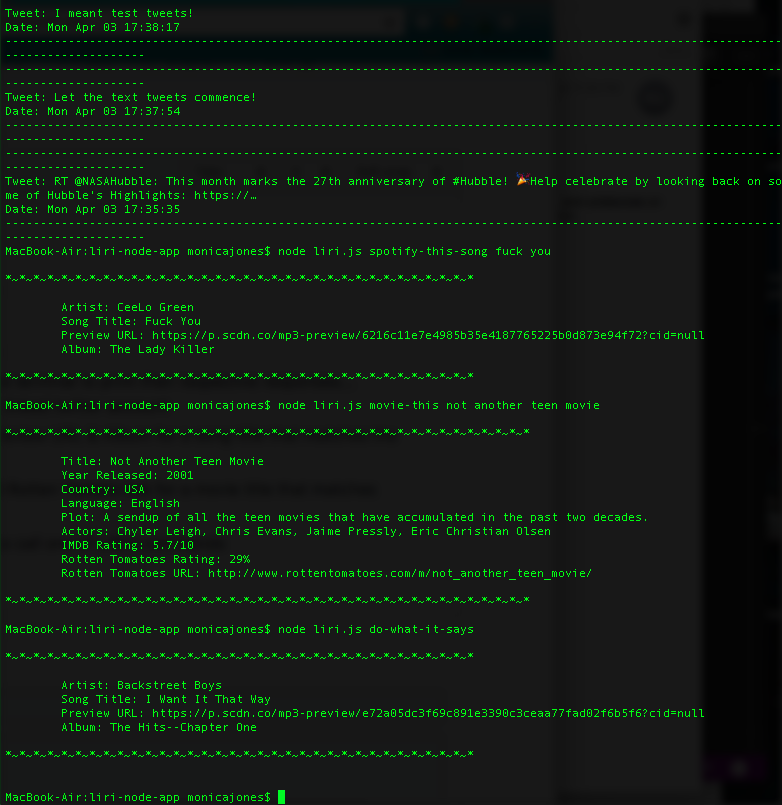 Tweet: I meant test tweets!
Date: Mon Apr 03 17:38:17
--------------------------------------------------------------------------------------------------------------
--------------------
--------------------------------------------------------------------------------------------------------------
--------------------
Tweet: Let the text tweets commence!
Date: Mon Apr 03 17:37:54
--------------------------------------------------------------------------------------------------------------
--------------------
--------------------------------------------------------------------------------------------------------------
--------------------
Tweet: RT @NASAHubble: This month marks the 27th anniversary of #Hubble! 🎉Help celebrate by looking back on so
me of Hubble's Highlights: https://…
Date: Mon Apr 03 17:35:35
--------------------------------------------------------------------------------------------------------------
--------------------
MacBook-Air:liri-node-app monicajones$ node liri.js spotify-this-song fuck you
*~*~*~*~*~*~*~*~*~*~*~*~*~*~*~*~*~*~*~*~*~*~*~*~*~*~*~*~*~*~*~*~*~*
Artist: CeeLo Green
Song Title: Fuck You
Preview URL: https://p.scdn.co/mp3-preview/6216c11e7e4985b35e4187765225b0d873e94f72?cid=null
Album: The Lady Killer
*~*~*~*~*~*~*~*~*~*~*~*~*~*~*~*~*~*~*~*~*~*~*~*~*~*~*~*~*~*~*~*~*~*
MacBook-Air:liri-node-app monicajones$ node liri.js movie-this not another teen movie
*~*~*~*~*~*~*~*~*~*~*~*~*~*~*~*~*~*~*~*~*~*~*~*~*~*~*~*~*~*~*~*~*~*~*~*~*~*
Title: Not Another Teen Movie
Year Released: 2001
Country: USA
Language: English
Plot: A sendup of all the teen movies that have accumulated in the past two decades.
Actors: Chyler Leigh, Chris Evans, Jaime Pressly, Eric Christian Olsen
IMDB Rating: 5.7/10
Rotten Tomatoes Rating: 29%
Rotten Tomatoes URL: http://www.rottentomatoes.com/m/not_another_teen_movie/
*~*~*~*~*~*~*~*~*~*~*~*~*~*~*~*~*~*~*~*~*~*~*~*~*~*~*~*~*~*~*~*~*~*~*~*~*~*
MacBook-Air:liri-node-app monicajones$ node liri.js do-what-it-says
*~*~*~*~*~*~*~*~*~*~*~*~*~*~*~*~*~*~*~*~*~*~*~*~*~*~*~*~*~*~*~*~*~*
Artist: Backstreet Boys
Song Title: I Want It That Way
Preview URL: https://p.scdn.co/mp3-preview/e72a05dc3f69c891e3390c3ceaa77fad02f6b5f6?cid=null
Album: The Hits--Chapter One
*~*~*~*~*~*~*~*~*~*~*~*~*~*~*~*~*~*~*~*~*~*~*~*~*~*~*~*~*~*~*~*~*~*
MacBook-Air:liri-node-app monicajones$